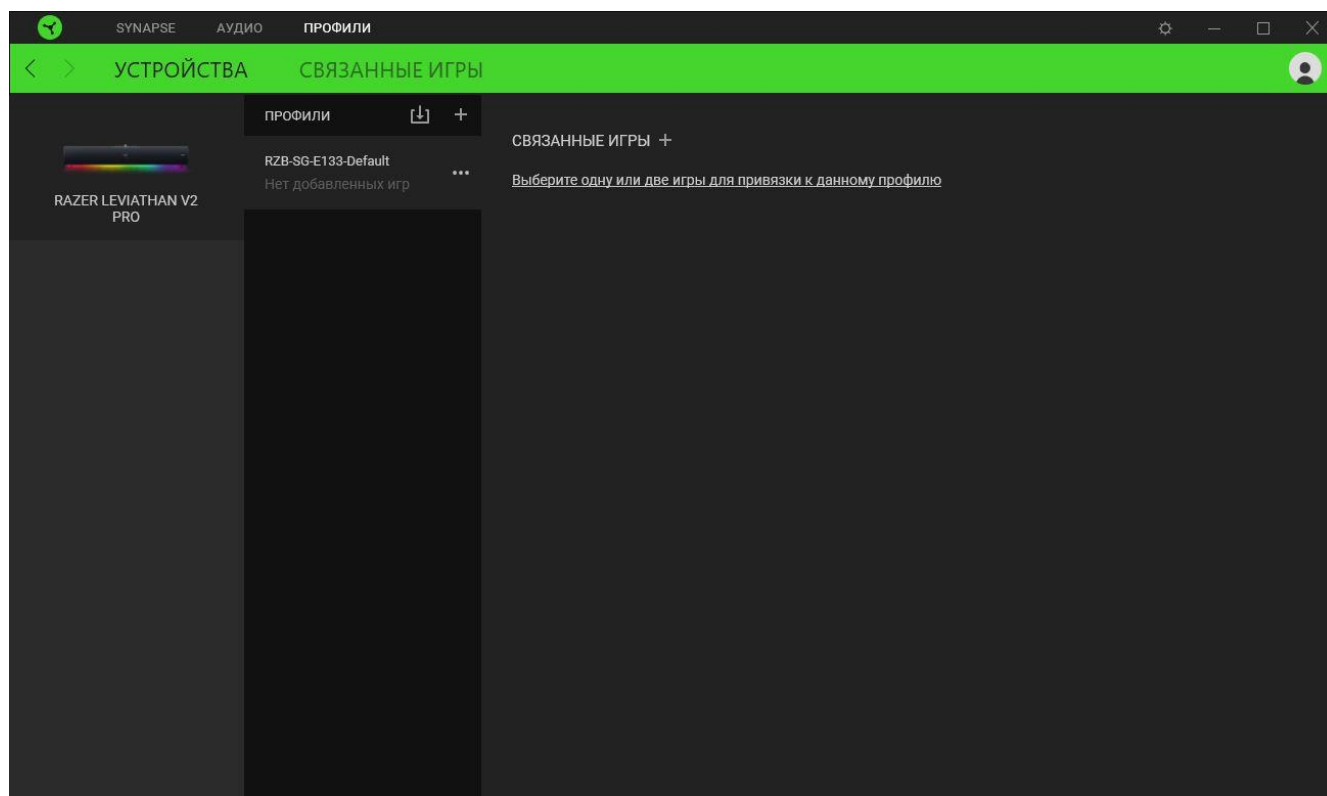 SYNAPSE АУДИО ПРОФИЛИ
УСТРОЙСТВА СВЯЗАННЫЕ ИГРЫ
ПРОФИЛИ
RZB-SG-E133-Default
Нет добавленных игр
RAZER LEVIATHAN V2
PRO
СВЯЗАННЫЕ ИГРЫ +
Выберите одну или две игры для привязки к данному профилю